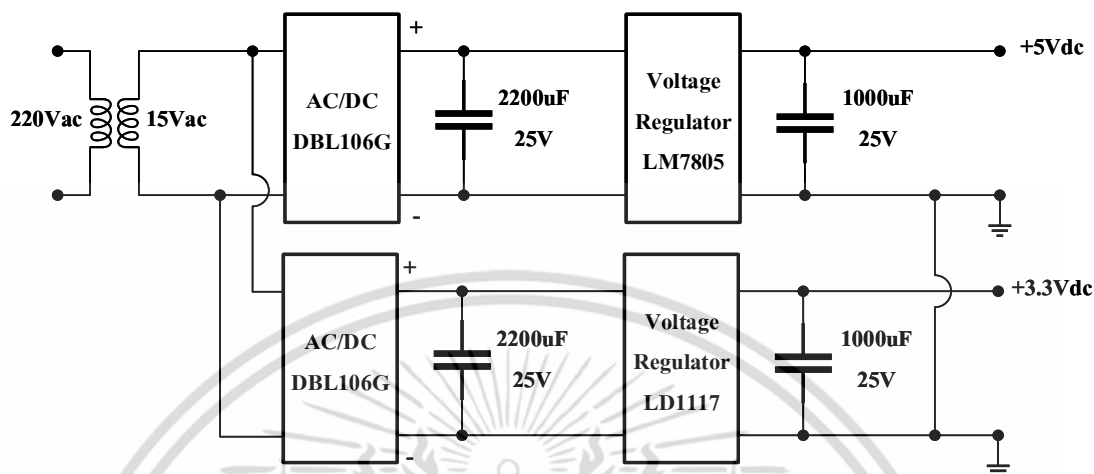 220Vac
15Vac
AC/DC
DBL106G
+
-
2200uF
25V
Voltage
Regulator
LM7805
1000uF
25V
+5Vdc
AC/DC
DBL106G
+
-
2200uF
25V
Voltage
Regulator
LD1117
1000uF
25V
+3.3Vdc